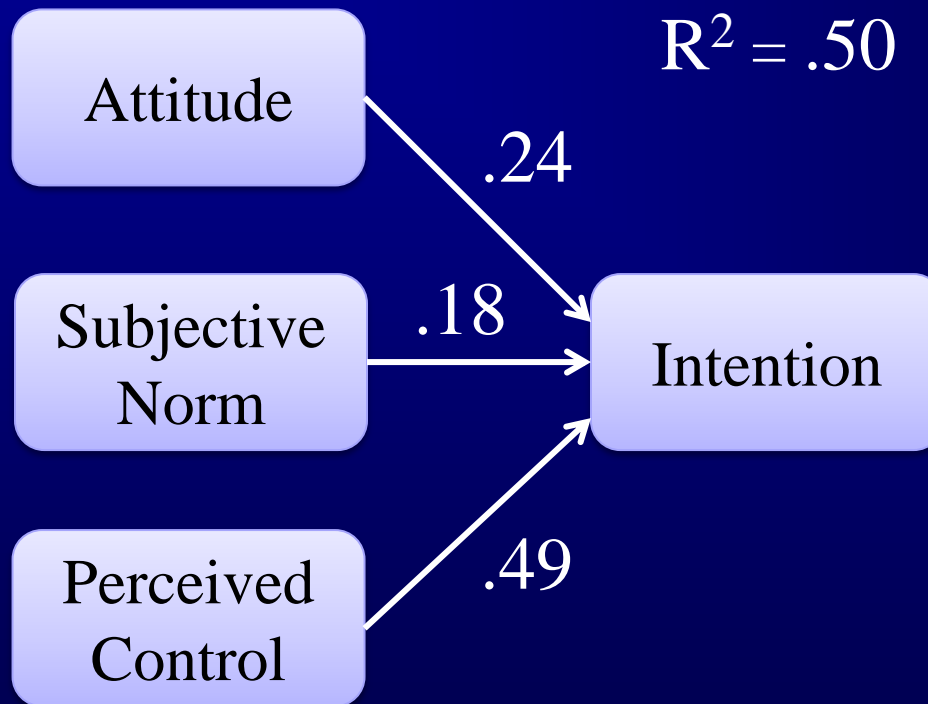 Attitude
R² = .50
.24
Subjective
Norm
.18
Intention
Perceived
Control
.49